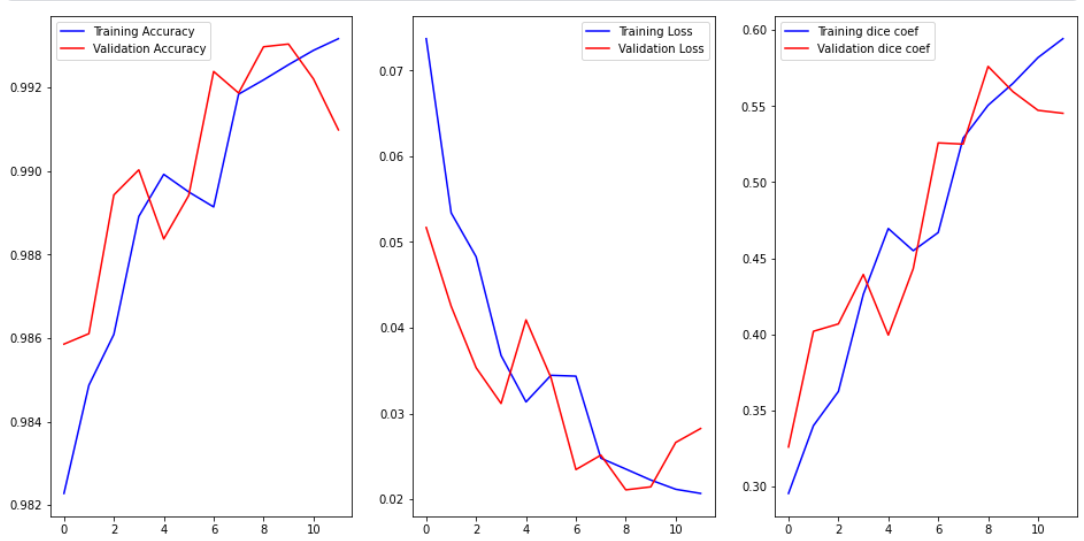 Training Accuracy
Validation Accuracy
0.992
0.990
0.988
0.986
0.984
0.982
0 2 4 6 8 10
Training Loss
Validation Loss
0.07
0.06
0.05
0.04
0.03
0.02
0 2 4 6 8 10
Training dice coef
Validation dice coef
0.60
0.55
0.50
0.45
0.40
0.35
0.30
0 2 4 6 8 10